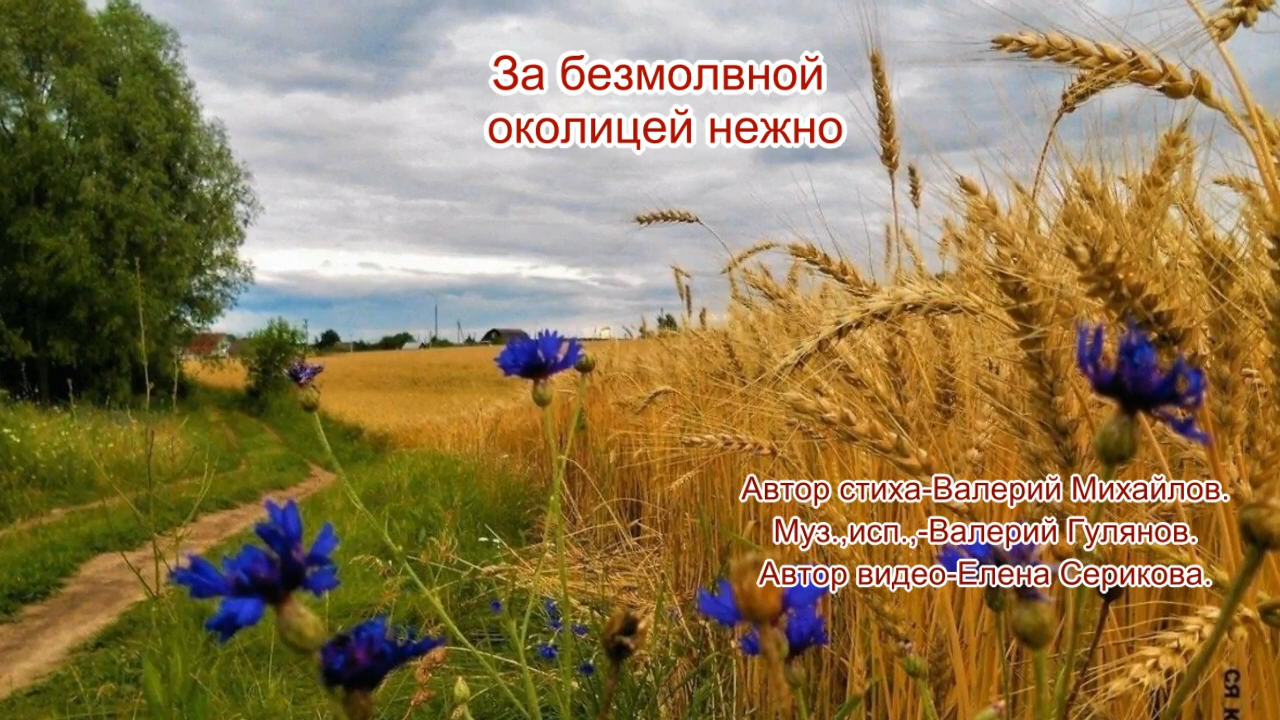 За безмолвной
околицей нежно
Автор стиха-Валерий Михайлов.
Муз.,исп.,-Валерий Гулянов.
Автор видео-Елена Серикова.